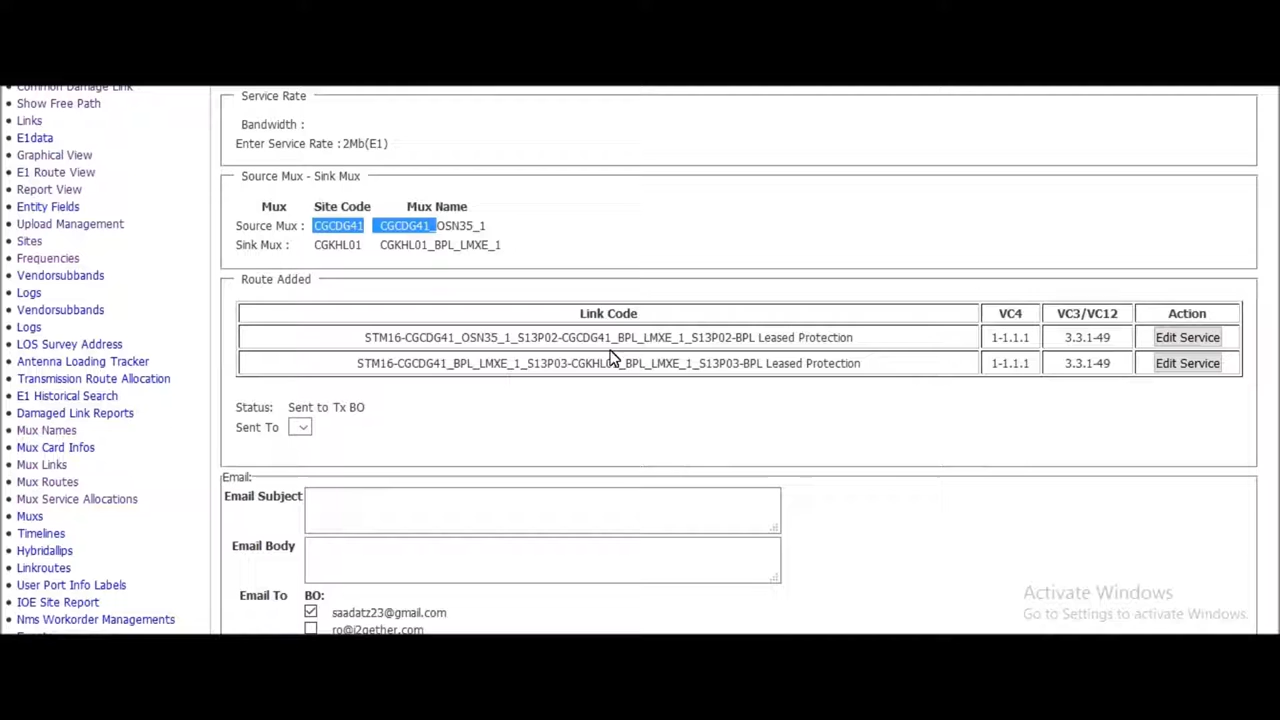 Common Damage Link
Show Free Path
Links
E1data
Graphical View
E1 Route View
Report View
Entity Fields
Upload Management
Sites
Frequencies
Vendorsubbands
Logs
Vendorsubbands
Logs
LOS Survey Address
Antenna Loading Tracker
Transmission Route Allocation
E1 Historical Search
Damaged Link Reports
Mux Names
Mux Card Infos
Mux Links
Mux Routes
Mux Service Allocations
Muxs
Timelines
Hybridallips
Linkroutes
User Port Info Labels
IOE Site Report
Nms Workorder Managements
Service Rate
Bandwidth :
Enter Service Rate : 2Mb(E1)
Source Mux - Sink Mux
Mux Site Code Mux Name
Source Mux : CGCDG41 CGCDG41_OSN35_1
Sink Mux : CGKHL01 CGKHL01_BPL_LMXE_1
Route Added
Link Code VC4 VC3/VC12 Action
STM16-CGCDG41_OSN35_1_S13P02-CGCDG41_BPL_LMXE_1_S13P02-BPL Leased Protection 1-1.1.1 3.3.1-49 Edit Service
STM16-CGCDG41_BPL_LMXE_1_S13P03-CGKHL01_BPL_LMXE_1_S13P03-BPL Leased Protection 1-1.1.1 3.3.1-49 Edit Service
Status: Sent to Tx BO
Sent To
Email:
Email Subject
Email Body
Email To BO:
saadatz23@gmail.com
ro@i2gether.com
Activate Windows
Go to Settings to activate Windows.